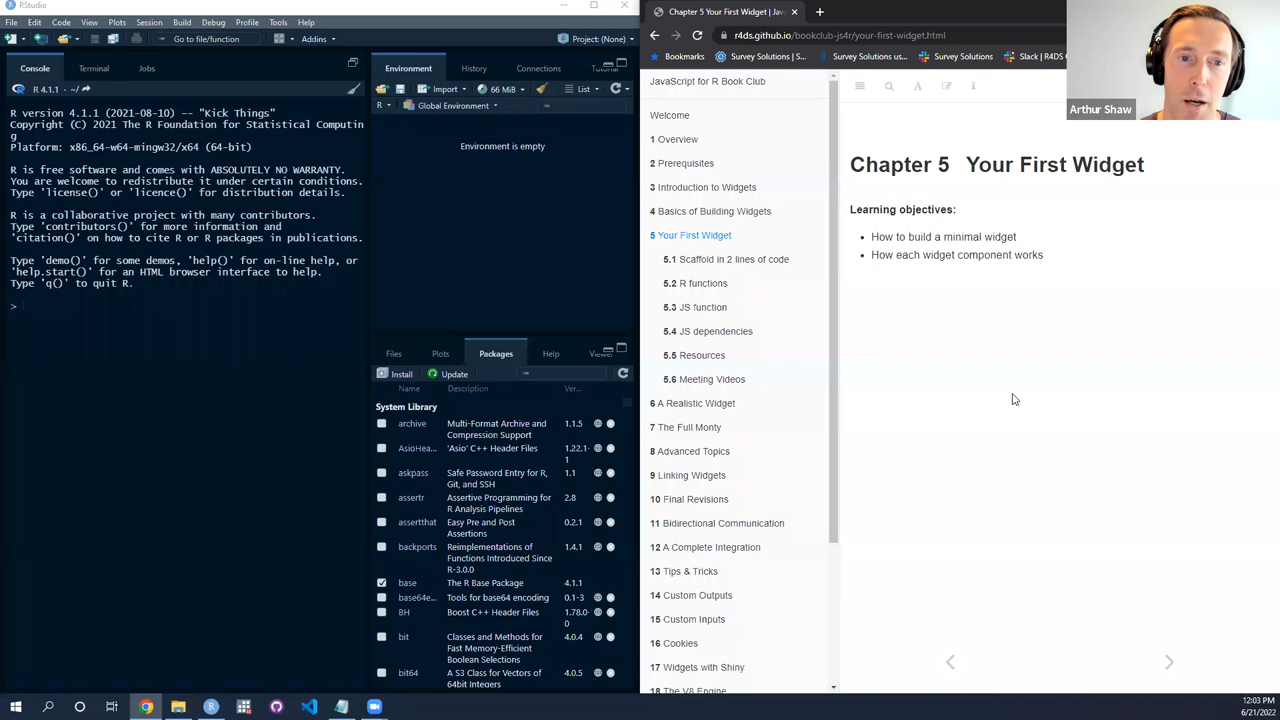 RStudio
File Edit Code View Plots Session Build Debug Profile Tools Help
Go to file/function
Addins
Project: (None)
Console Terminal Jobs
R 4.1.1 · ~/
R version 4.1.1 (2021-08-10) -- "Kick Things"
Copyright (C) 2021 The R Foundation for Statistical Computin
g
Platform: x86_64-w64-mingw32/x64 (64-bit)
R is free software and comes with ABSOLUTELY NO WARRANTY.
You are welcome to redistribute it under certain conditions.
Type 'license()' or 'licence()' for distribution details.
R is a collaborative project with many contributors.
Type 'contributors()' for more information and
'citation()' on how to cite R or R packages in publications.
Type 'demo()' for some demos, 'help()' for on-line help, or
'help.start()' for an HTML browser interface to help.
Type 'q()' to quit R.
>
Environment History Connections Tutorial
Import 66 MiB List
R Global Environment
Environment is empty
Files Plots Packages Help Viewer
Install Update
Name Description Ver...
System Library
archive Multi-Format Archive and Compression Support 1.1.5
AsioHea... 'Asio' C++ Header Files 1.22.1-1
askpass Safe Password Entry for R, Git, and SSH 1.1
assertr Assertive Programming for R Analysis Pipelines 2.8
assertthat Easy Pre and Post Assertions 0.2.1
backports Reimplementations of Functions Introduced Since R-3.0.0 1.4.1
base The R Base Package 4.1.1
base64e... Tools for base64 encoding 0.1-3
BH Boost C++ Header Files 1.78.0-0
bit Classes and Methods for Fast Memory-Efficient Boolean Selections 4.0.4
bit64 A S3 Class for Vectors of 64bit Integers 4.0.5
Chapter 5 Your First Widget | Jav
r4ds.github.io/bookclub-js4r/your-first-widget.html
Bookmarks Survey Solutions | S... Survey Solutions us... Survey Solutions Slack | R4DS
Arthur Shaw
JavaScript for R Book Club
Welcome
1 Overview
2 Prerequisites
3 Introduction to Widgets
4 Basics of Building Widgets
5 Your First Widget
5.1 Scaffold in 2 lines of code
5.2 R functions
5.3 JS function
5.4 JS dependencies
5.5 Resources
5.6 Meeting Videos
6 A Realistic Widget
7 The Full Monty
8 Advanced Topics
9 Linking Widgets
10 Final Revisions
11 Bidirectional Communication
12 A Complete Integration
13 Tips & Tricks
14 Custom Outputs
15 Custom Inputs
16 Cookies
17 Widgets with Shiny
18 The V8 Engine
Chapter 5 Your First Widget
Learning objectives:
• How to build a minimal widget
• How each widget component works
12:03 PM
6/21/2022